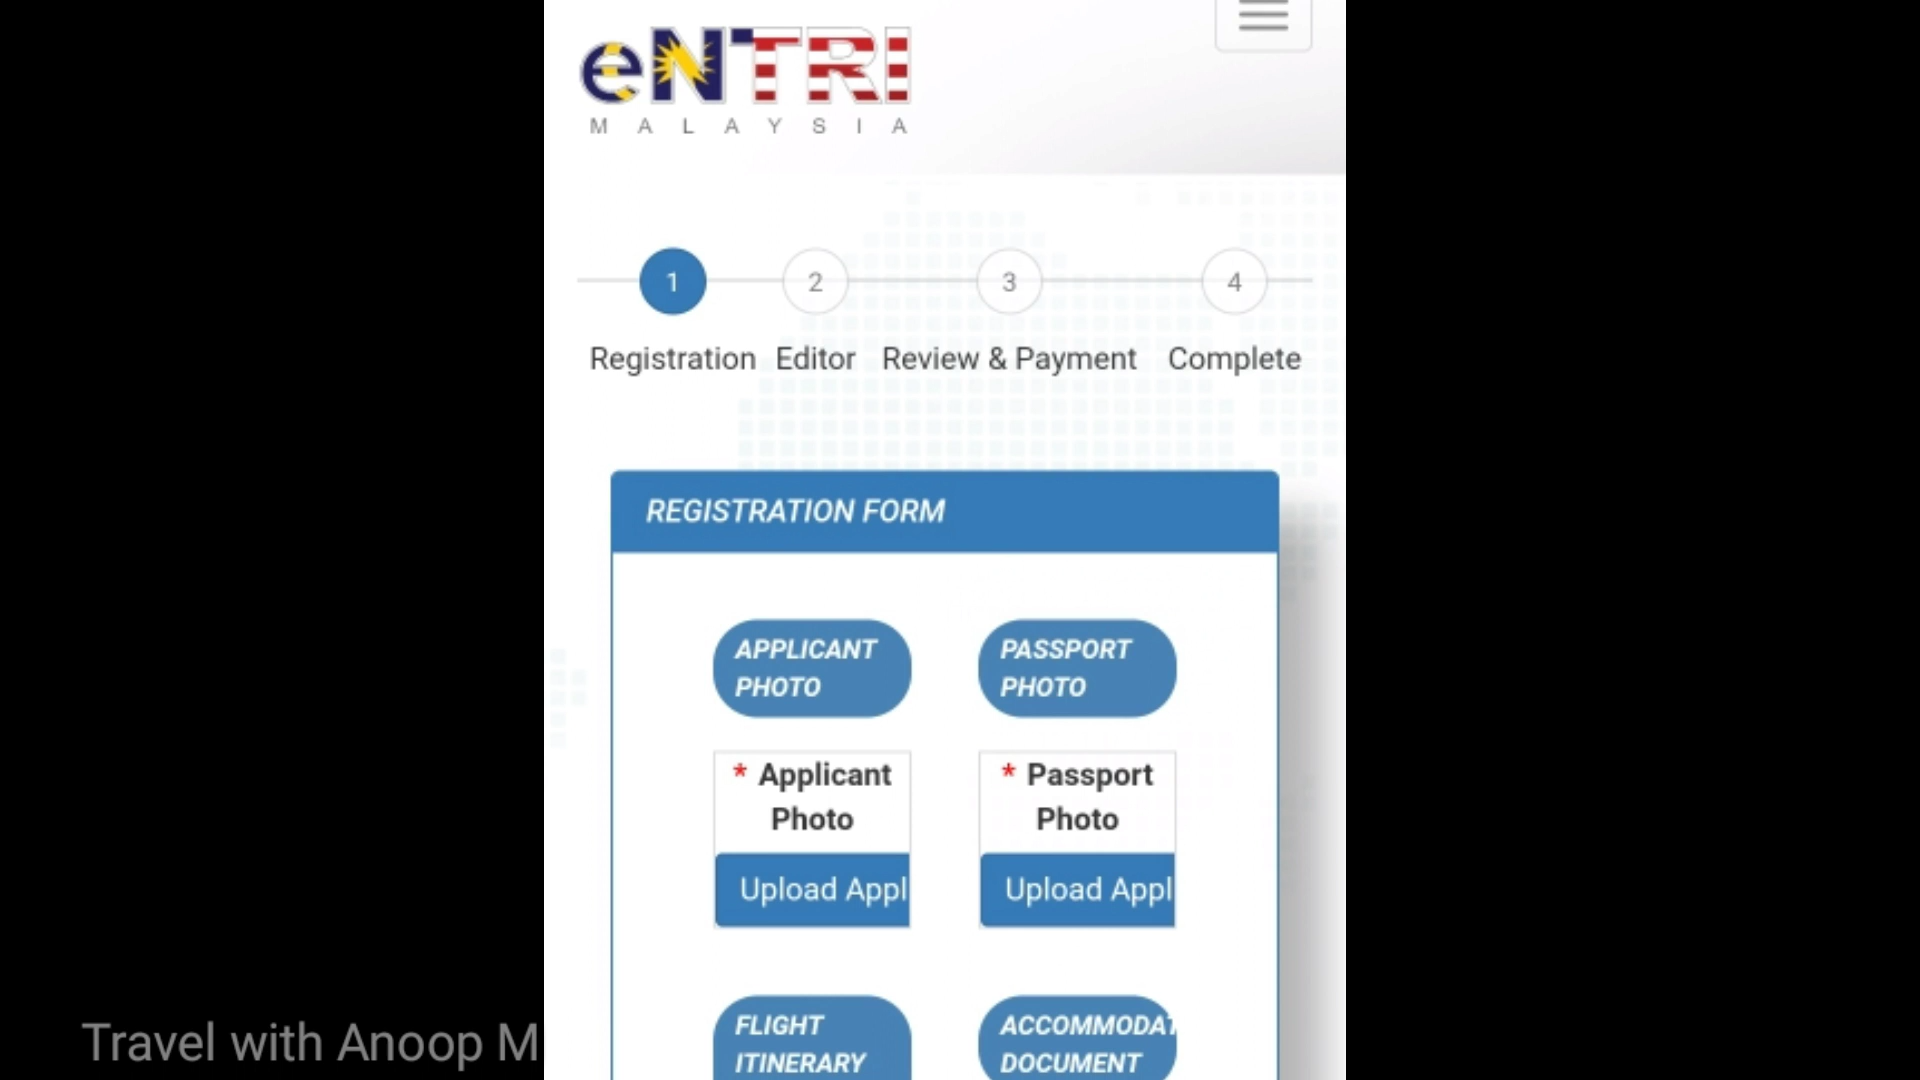 eNTRI
MALAYSIA
1 2 3 4
Registration Editor Review & Payment Complete
REGISTRATION FORM
APPLICANT PHOTO
PASSPORT PHOTO
* Applicant Photo
* Passport Photo
Upload Appl
Upload Appl
FLIGHT ITINERARY
ACCOMMODAT DOCUMENT
Travel with Anoop M